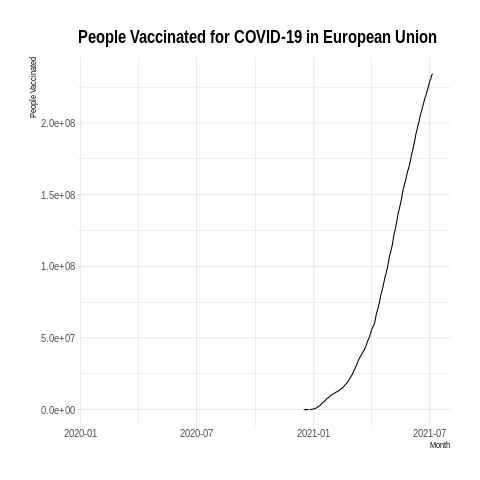 People Vaccinated for COVID-19 in European Union
People Vaccinated
2.0e+08
1.5e+08
1.0e+08
5.0e+07
0.0e+00
2020-01 2020-07 2021-01 2021-07
Month